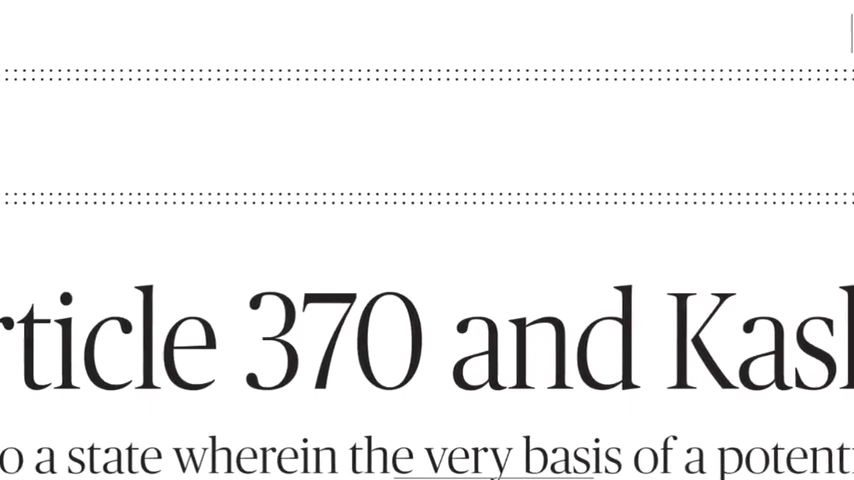 rticle 370 and Kas
o a state wherein the very basis of a potent